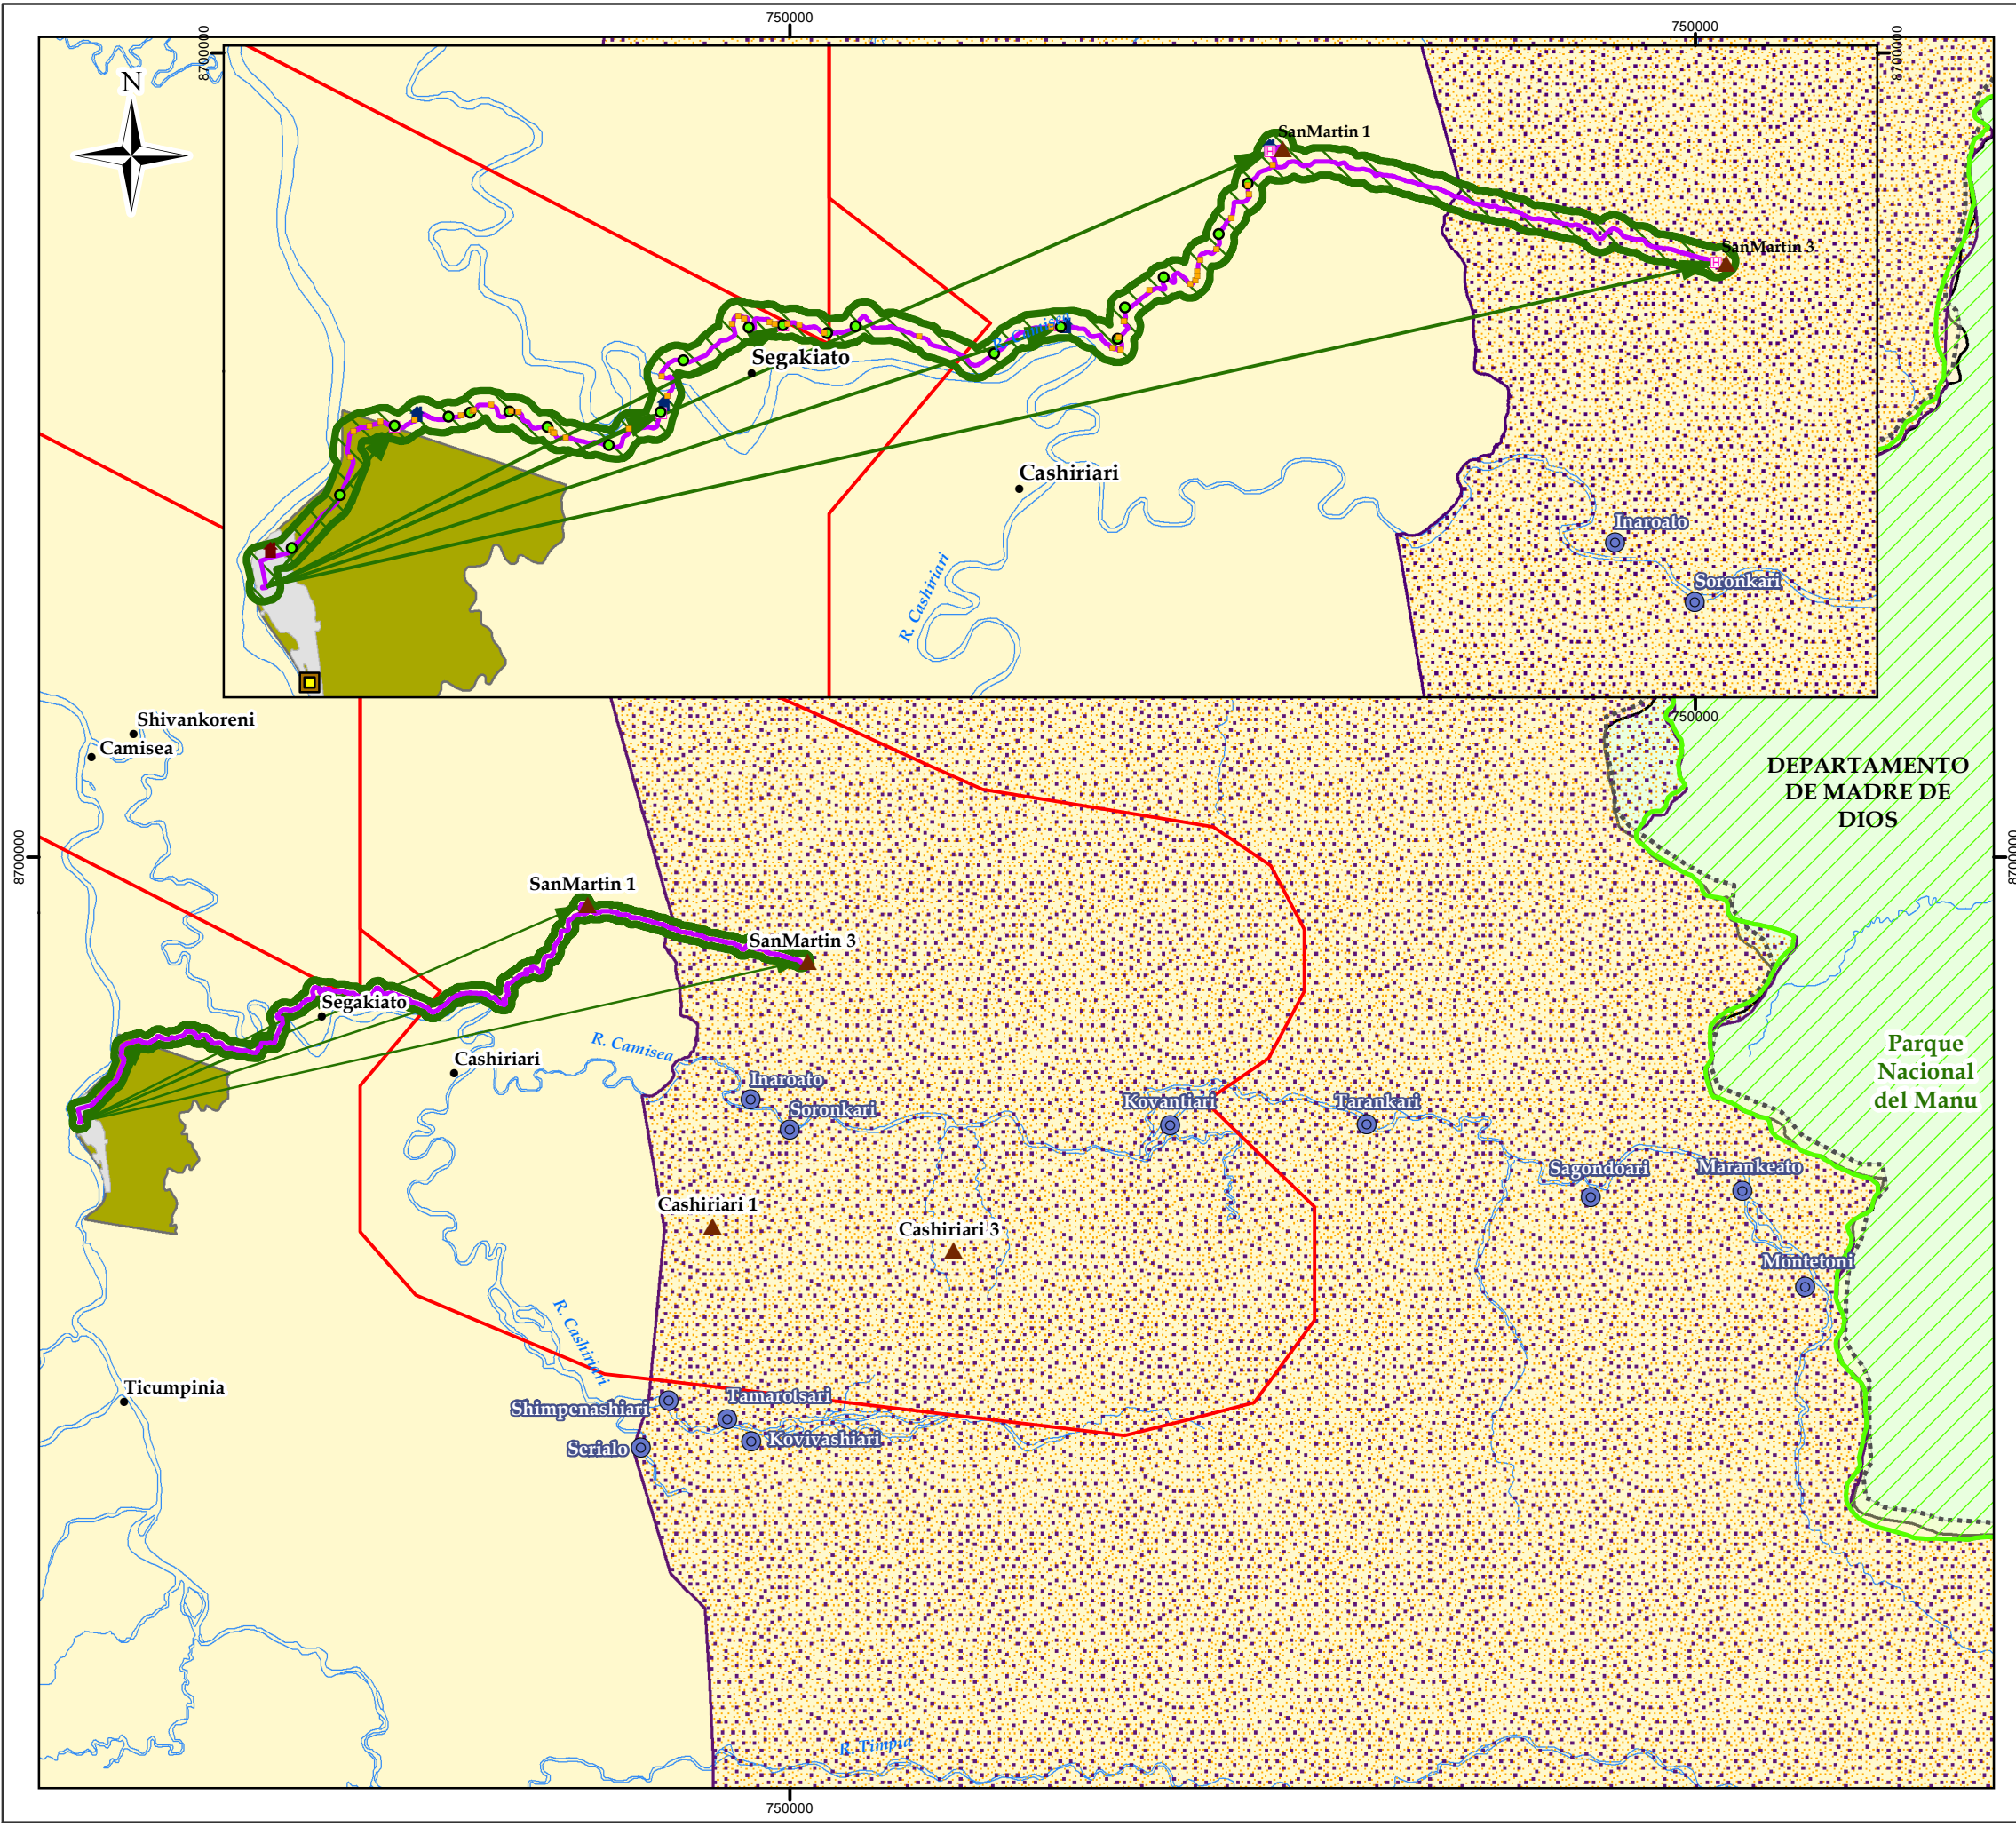 750000
750000
8700000
8700000
N
SanMartin 1
SanMartin 3
R. Camisea
Segakiato
Cashiriari
Inaroato
Soronkari
R. Cashiriari
750000
Shivankoreni
Camisea
DEPARTAMENTO
DE MADRE DE
DIOS
8700000
8700000
SanMartin 1
SanMartin 3
Segakiato
R. Camisea
Cashiriari
Parque
Nacional
del Manu
Inaroato
Soronkari
Kovantiari
Tarankari
Sagondoari
Marankeato
Cashiriari 1
Cashiriari 3
Montetoni
R. Cashiriari
Ticumpinia
Shimpenashiari
Tamarotsari
Serialo
Kovivashiari
R. Timpia
750000